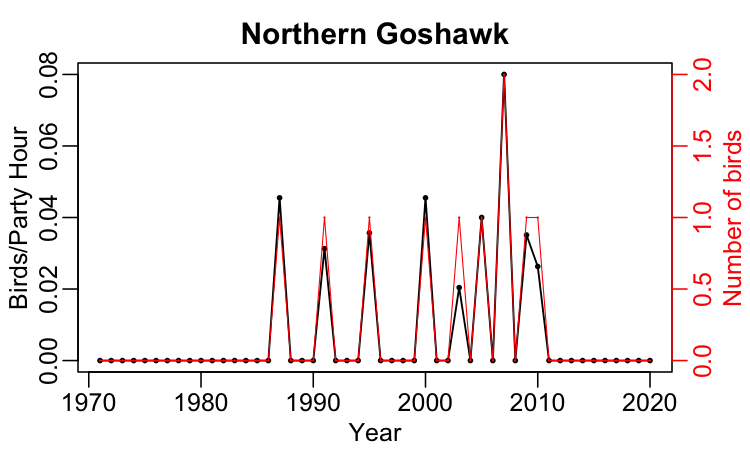 Northern Goshawk
Birds/Party Hour
0.00 0.02 0.04 0.06 0.08
Number of birds
0.0 0.5 1.0 1.5 2.0
1970 1980 1990 2000 2010 2020
Year